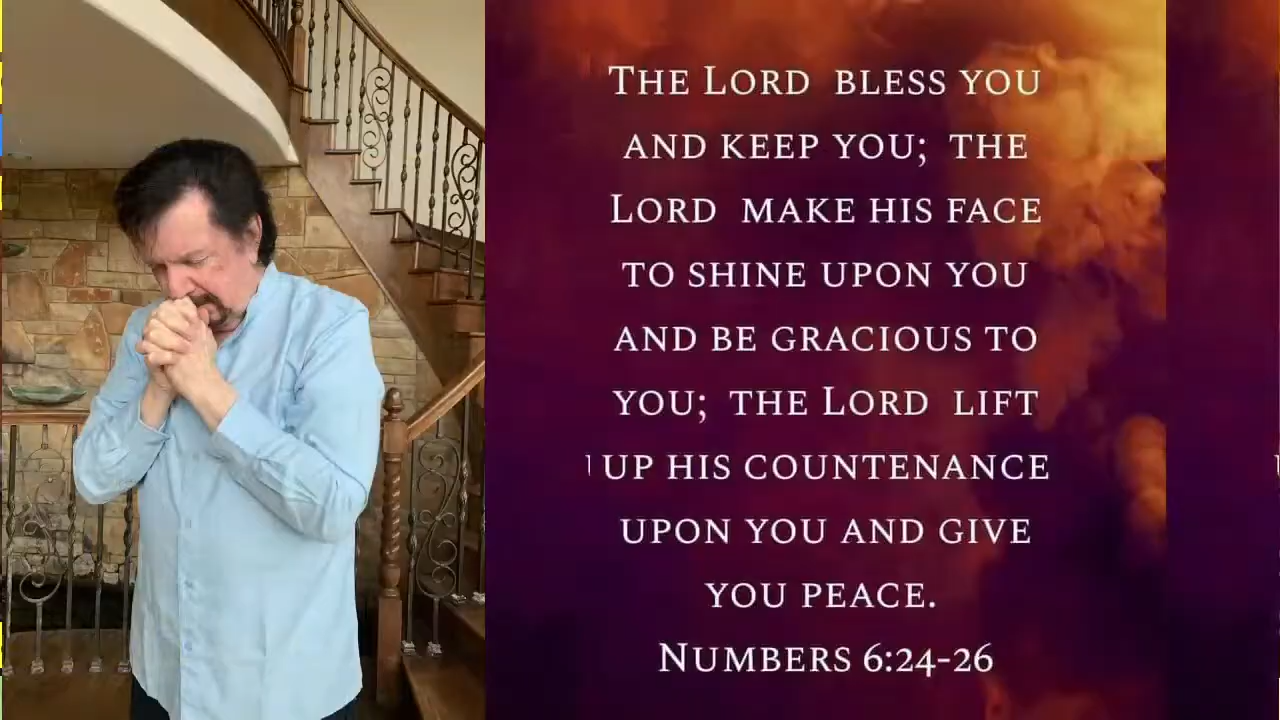 The Lord bless you
and keep you; the
Lord make his face
to shine upon you
and be gracious to
you; the Lord lift
up his countenance
upon you and give
you peace.
Numbers 6:24-26